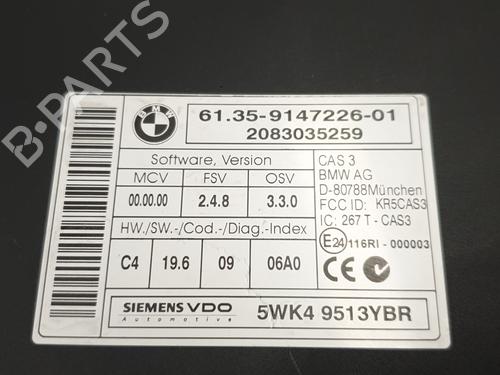 B-PARTS
BMW
61.35-9147226-01
2083035259
Software, Version
MCV FSV OSV
00.00.00 2.4.8 3.3.0
HW./SW.-/Cod.-/Diag.-Index
C4 19.6 09 06A0
CAS 3
BMW AG
D-80788München
FCC ID: KR5CAS3
IC: 267 T - CAS3
E24 116RI - 000003
CE
SIEMENS VDO
Automotive
5WK4 9513YBR